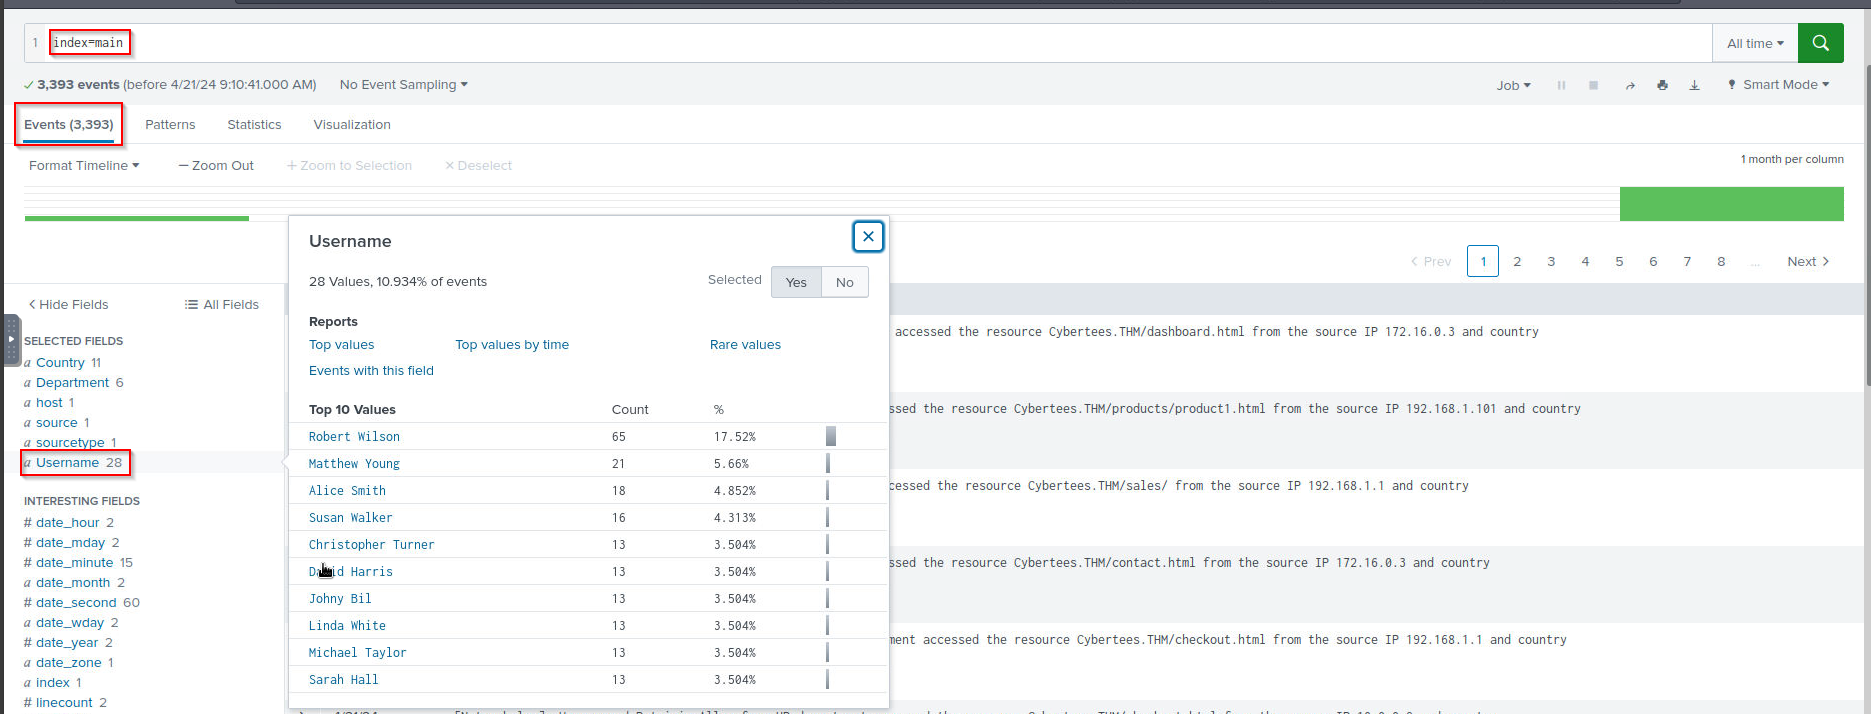 1 index=main All time
3,393 events (before 4/21/24 9:10:41.000 AM) No Event Sampling Job Smart Mode
Events (3,393) Patterns Statistics Visualization
Format Timeline — Zoom Out + Zoom to Selection × Deselect 1 month per column
Username
28 Values, 10.934% of events Selected Yes No
Reports
Top values Top values by time Rare values
Events with this field
Top 10 Values Count %
Robert Wilson 65 17.52%
Matthew Young 21 5.66%
Alice Smith 18 4.852%
Susan Walker 16 4.313%
Christopher Turner 13 3.504%
Harris 13 3.504%
Johny Bil 13 3.504%
Linda White 13 3.504%
Michael Taylor 13 3.504%
Sarah Hall 13 3.504%
< Prev 1 2 3 4 5 6 7 8 ... Next >
< Hide Fields All Fields
SELECTED FIELDS
a Country 11
a Department 6
a host 1
a source 1
a sourcetype 1
a Username 28
INTERESTING FIELDS
# date_hour 2
# date_mday 2
# date_minute 15
a date_month 2
# date_second 60
a date_wday 2
# date_year 2
a date_zone 1
a index 1
# linecount 2
accessed the resource Cybertees.THM/dashboard.html from the source IP 172.16.0.3 and country
ssed the resource Cybertees.THM/products/product1.html from the source IP 192.168.1.101 and country
cessed the resource Cybertees.THM/sales/ from the source IP 192.168.1.1 and country
ssed the resource Cybertees.THM/contact.html from the source IP 172.16.0.3 and country
ment accessed the resource Cybertees.THM/checkout.html from the source IP 192.168.1.1 and country